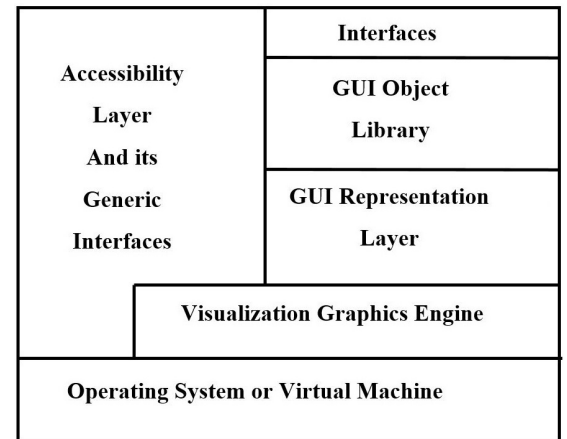 Accessibility
Layer
And its
Generic
Interfaces
Interfaces
GUI Object
Library
GUI Representation
Layer
Visualization Graphics Engine
Operating System or Virtual Machine